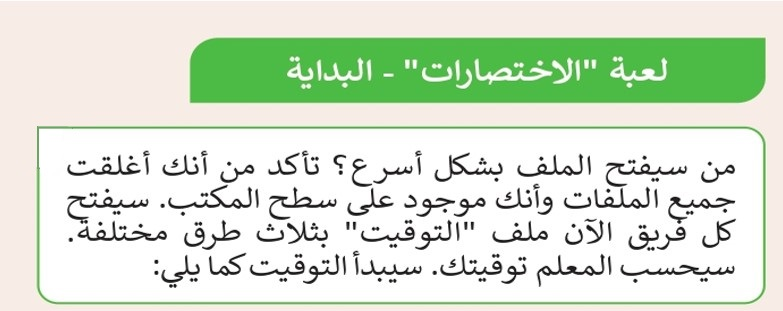 لعبة "الاختصارات" - البداية
من سيفتح الملف بشكل أسرع؟ تأكد من أنك أغلقت
جميع الملفات وأنك موجود على سطح المكتب. سيفتح
كل فريق الآن ملف "التوقيت" بثلاث طرق مختلفة.
سيحسب المعلم توقيتك. سيبدأ التوقيت كما يلي: